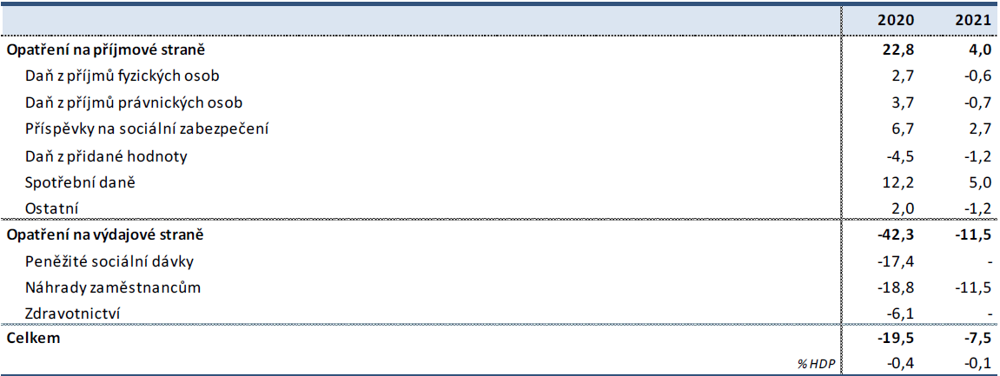 2020 2021
Opatření na příjmové straně 22,8 4,0
Daň z příjmů fyzických osob 2,7 -0,6
Daň z příjmů právnických osob 3,7 -0,7
Příspěvky na sociální zabezpečení 6,7 2,7
Daň z přidané hodnoty -4,5 -1,2
Spotřební daně 12,2 5,0
Ostatní 2,0 -1,2
Opatření na výdajové straně -42,3 -11,5
Peněžité sociální dávky -17,4 -
Náhrady zaměstnancům -18,8 -11,5
Zdravotnictví -6,1 -
Celkem -19,5 -7,5
% HDP -0,4 -0,1